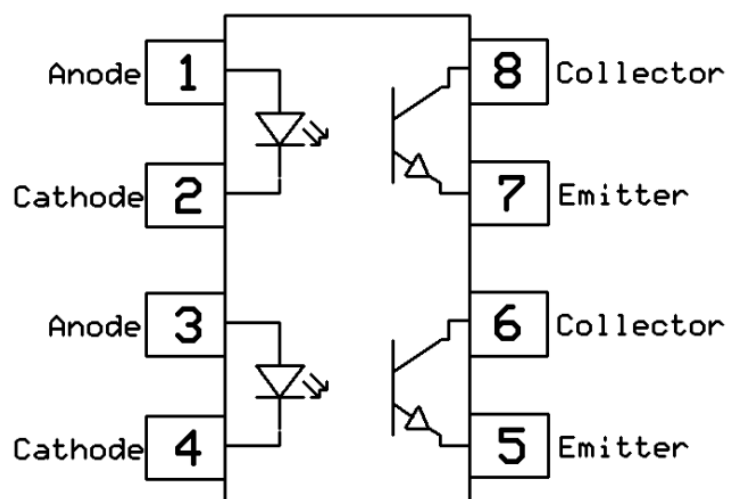 Anode 1 8 Collector
Cathode 2 7 Emitter
Anode 3 6 Collector
Cathode 4 5 Emitter